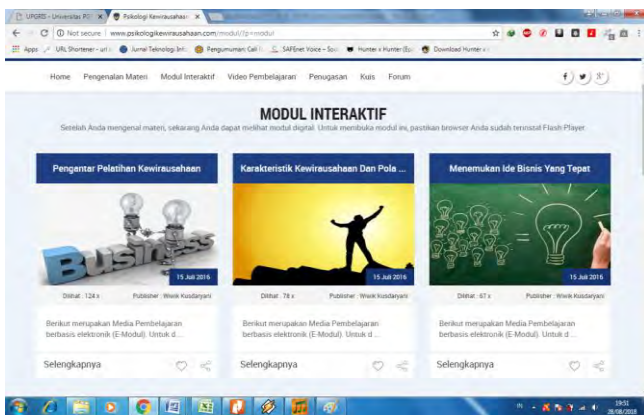 UPGRIS - Universitas PG
Psikologi Kewirausahaan
Not secure | www.psikologikewirausahaan.com/modul/?p=modul
Apps URL Shortener - url Jurnal Teknologi Inf Pengumuman Cali SAFEnet Voice – Hunter x Hunter (Ep Download Hunter x
Home Pengenalan Materi Modul Interaktif Video Pembelajaran Penugasan Kuis Forum
MODUL INTERAKTIF
Setelah Anda mengenal materi, sekarang Anda dapat melihat modul digital. Untuk membuka modul ini, pastikan browser Anda sudah terinstal Flash Player.
Pengantar Pelatihan Kewirausahaan
Karakteristik Kewirausahaan Dan Pola ...
Menemukan Ide Bisnis Yang Tepat
Business
15 Juli 2016
15 Juli 2016
15 Juli 2016
Dilihat : 124 x Publisher : Wiwik Kusdaryani
Dilihat : 78 x Publisher : Wiwik Kusdaryani
Dilihat : 67 x Publisher : Wiwik Kusdaryani
Berikut merupakan Media Pembelajaran
berbasis elektronik (E-Modul). Untuk d ...
Berikut merupakan Media Pembelajaran
berbasis elektronik (E-Modul). Untuk d ...
Berikut merupakan Media Pembelajaran
berbasis elektronik (E-Modul). Untuk d ...
Selengkapnya
Selengkapnya
Selengkapnya
IN
19:51
28/08/2018